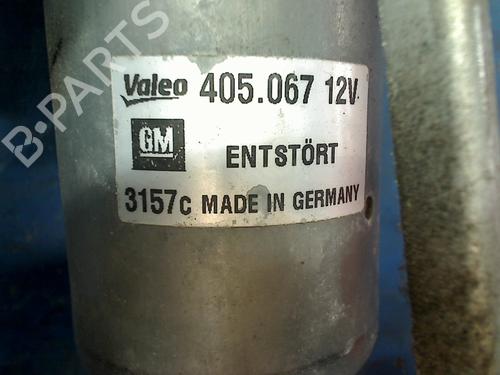 Valeo 405.067 12V
GM ENTSTÖRT
3157c MADE IN GERMANY
B-PARTS